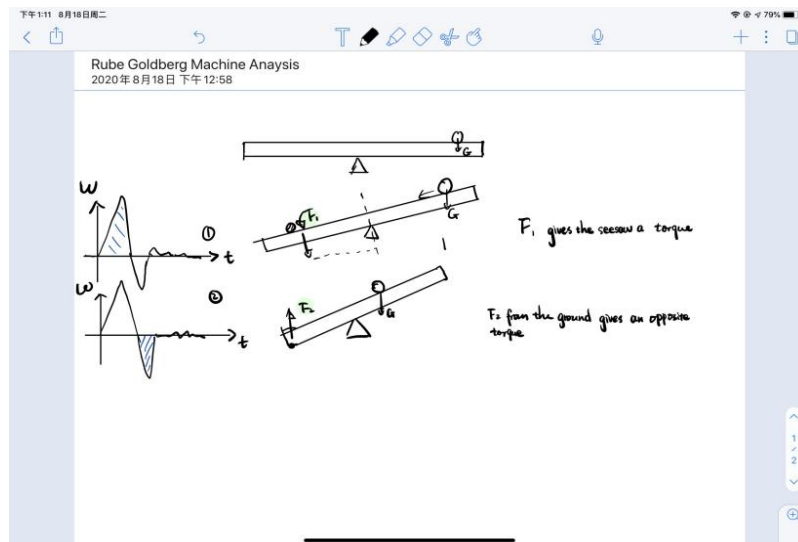 下午1:11 8月18日周二
79%
Rube Goldberg Machine Anaysis
2020年8月18日 下午12:58
G
W
①
t
F₁
G
F₁ gives the seesaw a torque
W
②
t
F₂
G
F₂ from the ground gives an opposite
torque
1
/
2